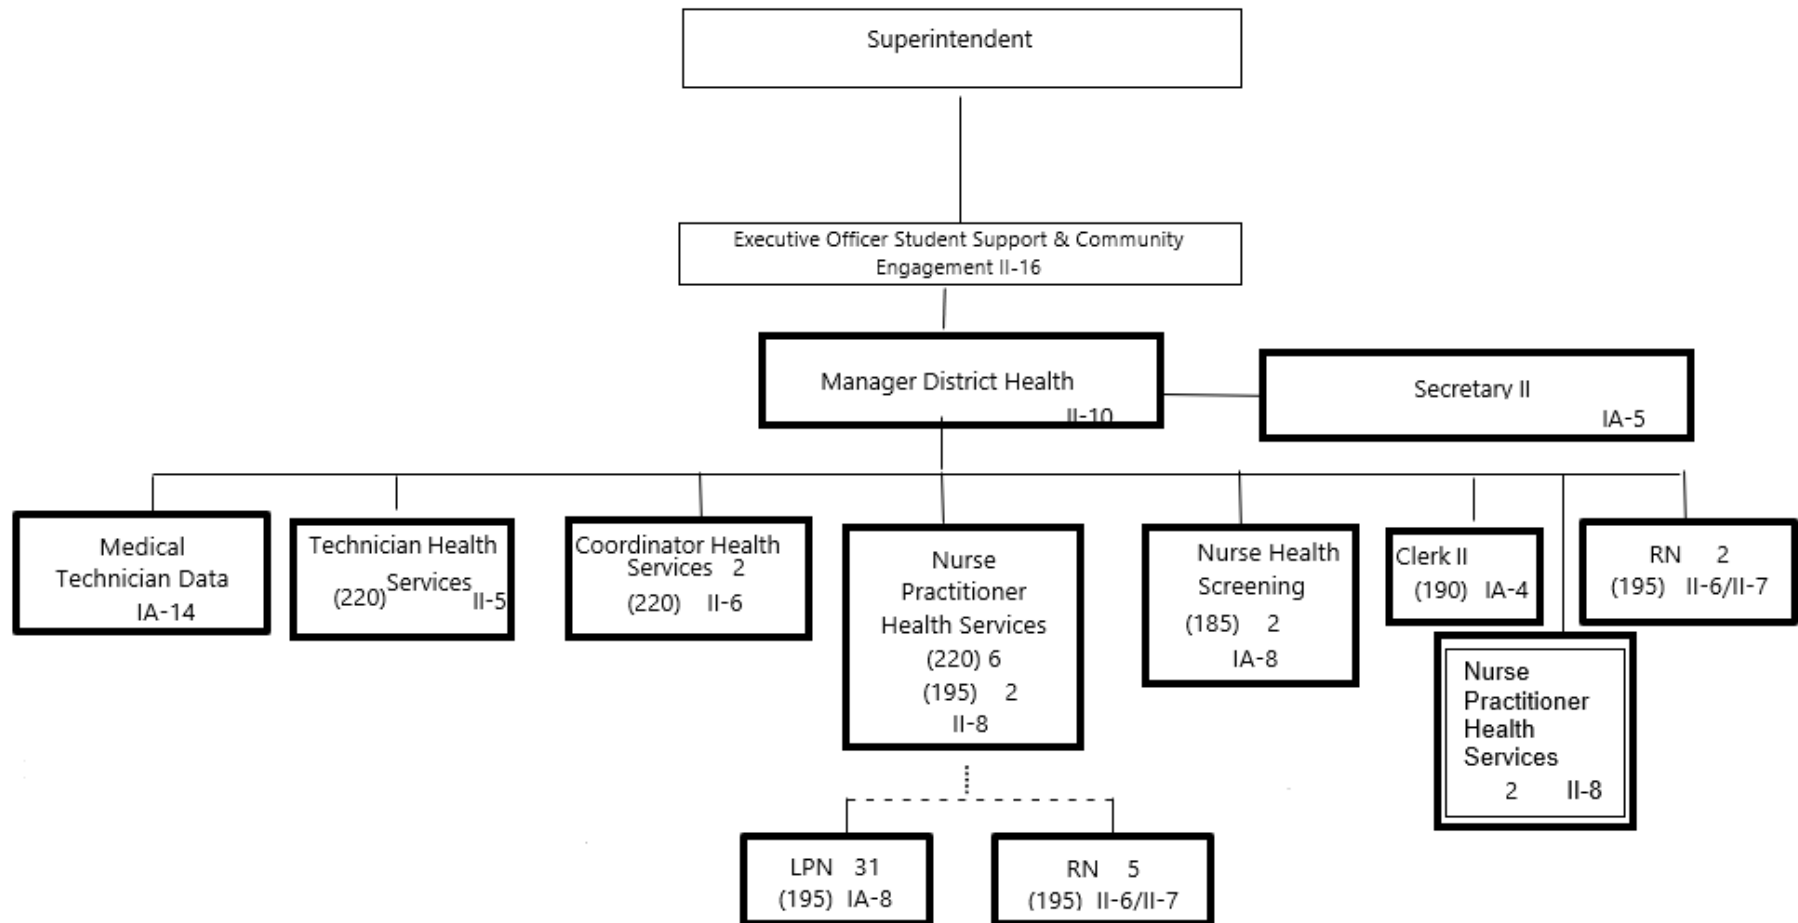 Superintendent
Executive Officer Student Support & Community
Engagement II-16
Manager District Health
II-10
Secretary II
IA-5
Medical
Technician Data
IA-14
Technician Health
Services
(220) II-5
Coordinator Health
Services 2
(220) II-6
Nurse
Practitioner
Health Services
(220) 6
(195) 2
II-8
Nurse Health
Screening
(185) 2
IA-8
Clerk II
(190) IA-4
RN 2
(195) II-6/II-7
Nurse
Practitioner
Health
Services
2 II-8
LPN 31
(195) IA-8
RN 5
(195) II-6/II-7